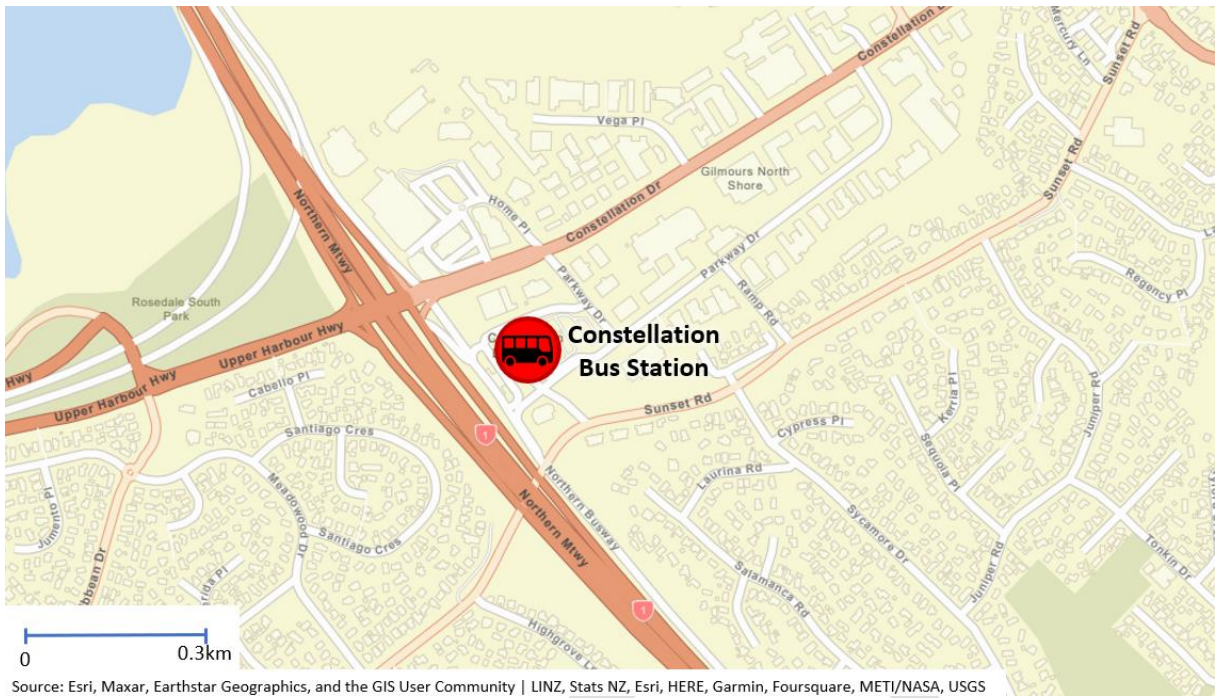 Mercury Ln
Sunset Rd
Constellation Dr
Vega Pl
Gilmours North
Shore
Sunset Rd
Home Pl
Constellation Dr
Northern Mtwy
Parkway Dr
Regency Pl
Parkway Dr
Ramp Rd
Rosedale South
Park
Upper Harbour Hwy
Constellation
Bus Station
Hwy
Upper Harbour Hwy
Cabello Pl
Sunset Rd
Kerria Pl
Juniper Rd
Cypress Pl
Santiago Cres
1
Sequoia Pl
Laurina Rd
Jumento Pl
Meadowood Dr
Northern Busway
Northern Mtwy
Sycamore Dr
Santiago Cres
Tonkin Dr
Juniper Rd
Salamanca Rd
1
0
0.3km
Source: Esri, Maxar, Earthstar Geographics, and the GIS User Community | LINZ, Stats NZ, Esri, HERE, Garmin, Foursquare, METI/NASA, USGS